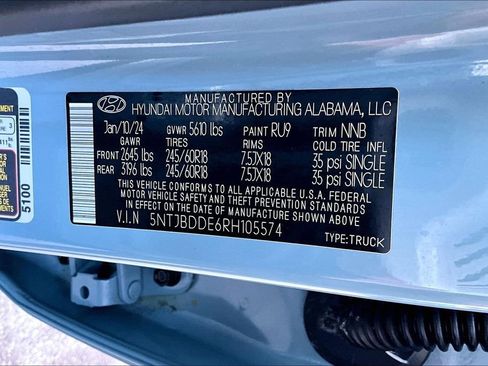 MANUFACTURED BY
HYUNDAI MOTOR MANUFACTURING ALABAMA, LLC
Jan/10/24 GVWR 5610 lbs PAINT RU9 TRIM NNB
GAWR TIRES RIMS COLD TIRE INFL
FRONT 2645 lbs 245/60R18 7.5JX18 35 psi SINGLE
REAR 3196 lbs 245/60R18 7.5JX18 35 psi SINGLE
THIS VEHICLE CONFORMS TO ALL APPLICABLE U.S. FEDERAL
MOTOR VEHICLE SAFETY AND THEFT PREVENTION STANDARDS
IN EFFECT ON THE DATE OF MANUFACTURE SHOWN ABOVE.
V.I.N 5NTJBDDE6RH105574
TYPE:TRUCK
5100